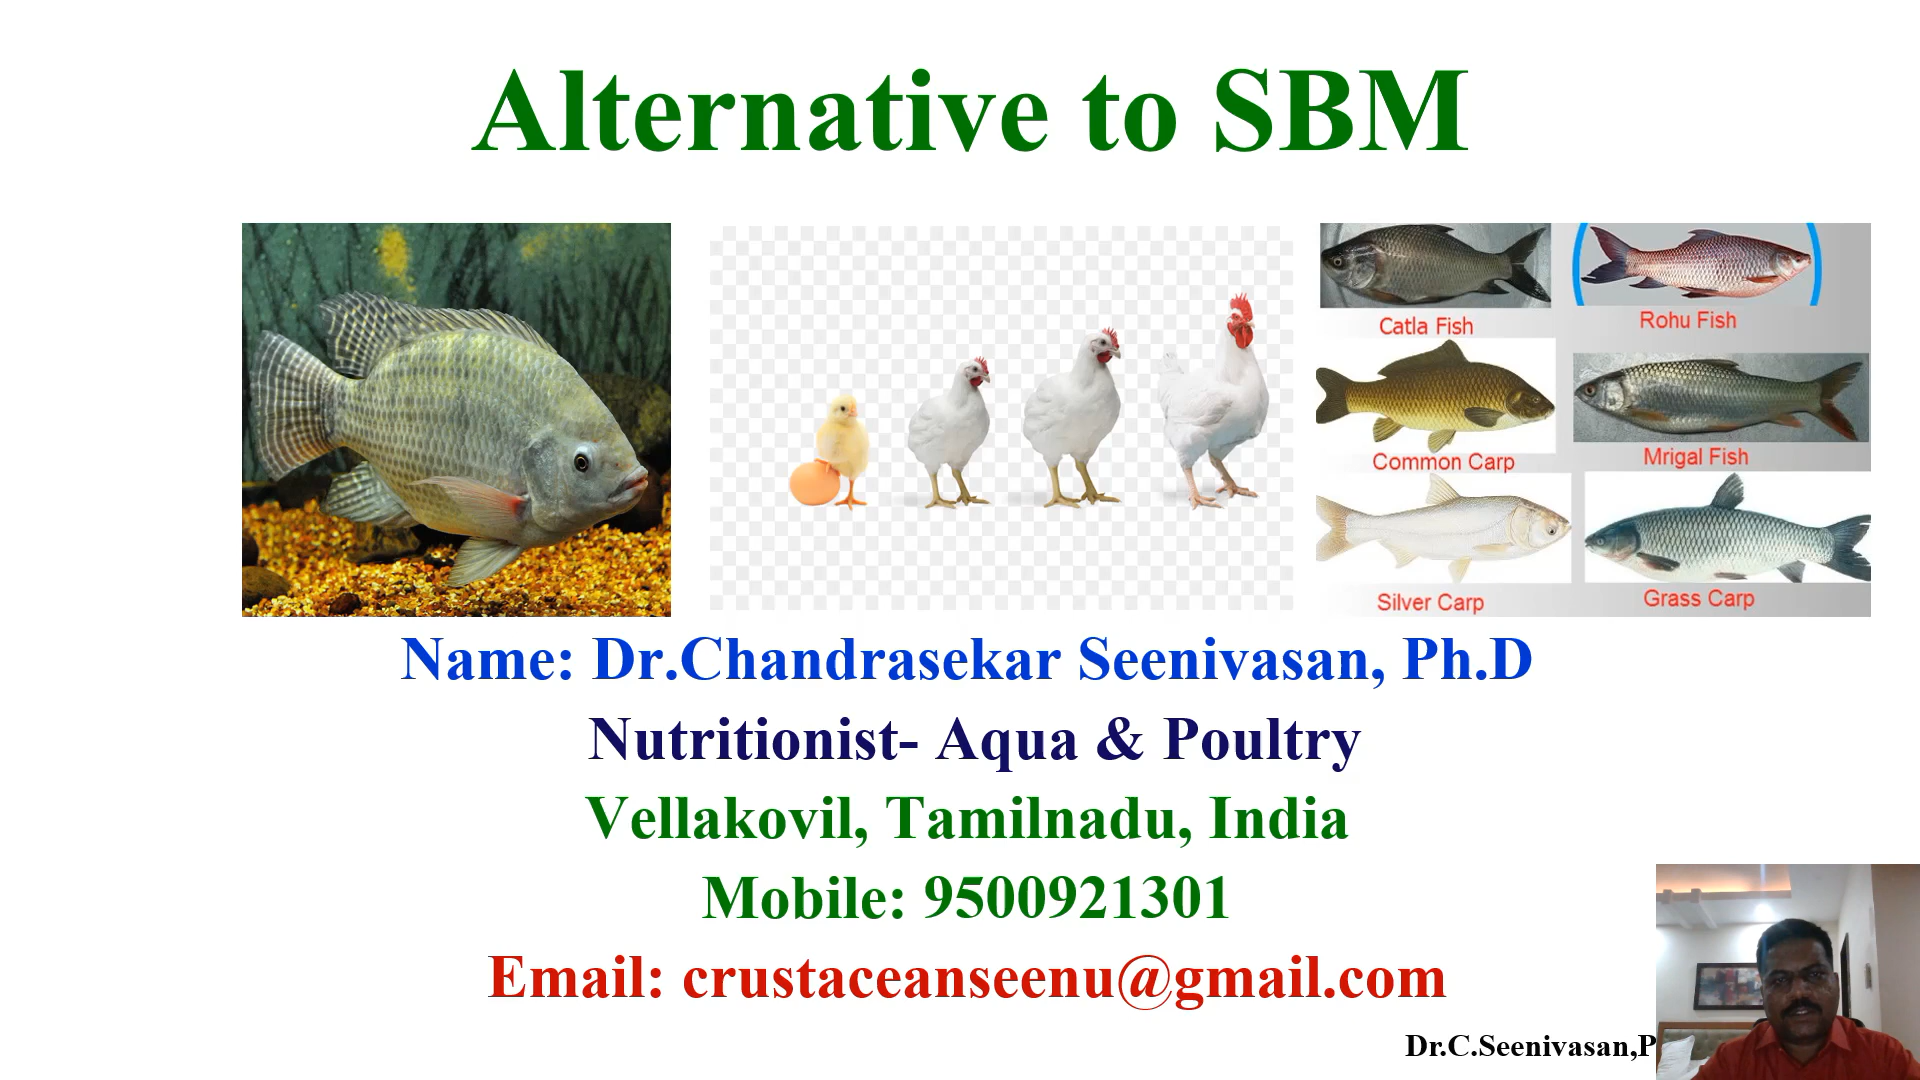 Alternative to SBM
Catla Fish
Rohu Fish
Common Carp
Mrigal Fish
Silver Carp
Grass Carp
Name: Dr.Chandrasekar Seenivasan, Ph.D
Nutritionist- Aqua & Poultry
Vellakovil, Tamilnadu, India
Mobile: 9500921301
Email: crustaceanseenu@gmail.com
Dr.C.Seenivasan,P